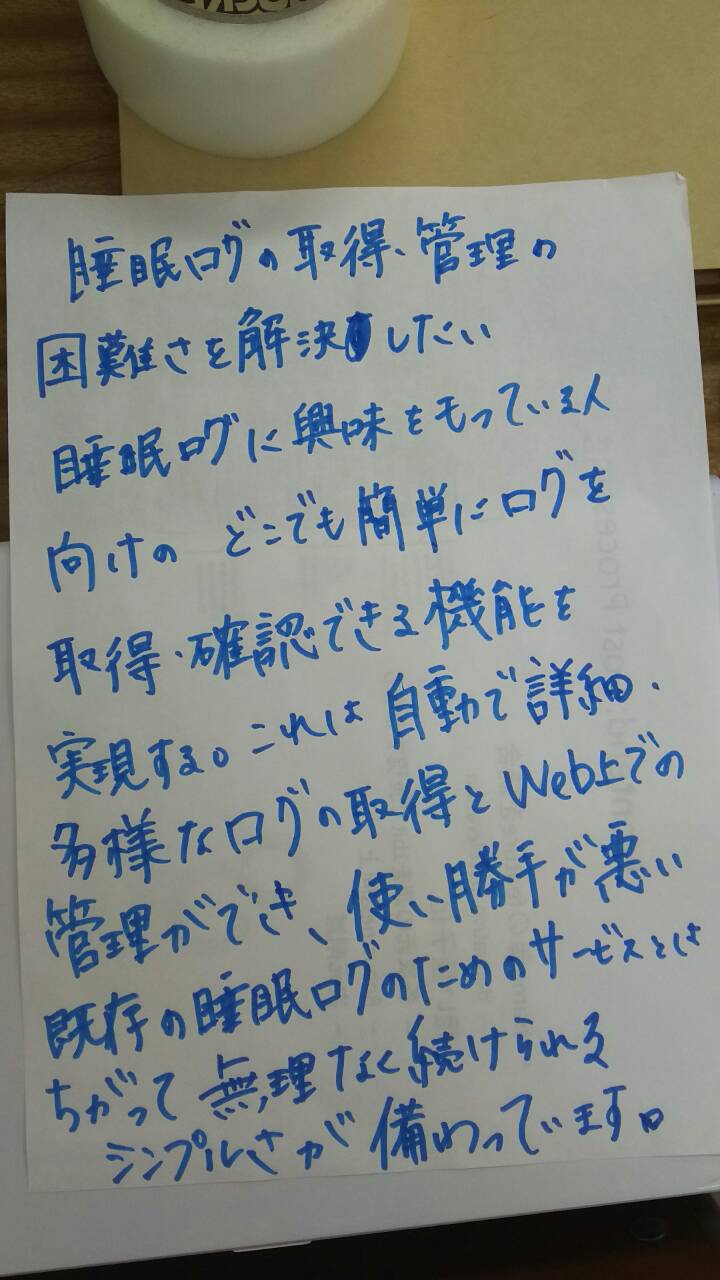 睡眠ログの取得、管理の
困難さを解決したい
睡眠ログに興味をもっている人
向けの どこでも簡単にログを
取得・確認できる機能を
実現する。これは自動で詳細・
多様なログの取得とWeb上での
管理ができ、使い勝手が悪い
既存の睡眠ログのためのサービスとは
ちがって無理なく続けられる
シンプルさが備わっています。